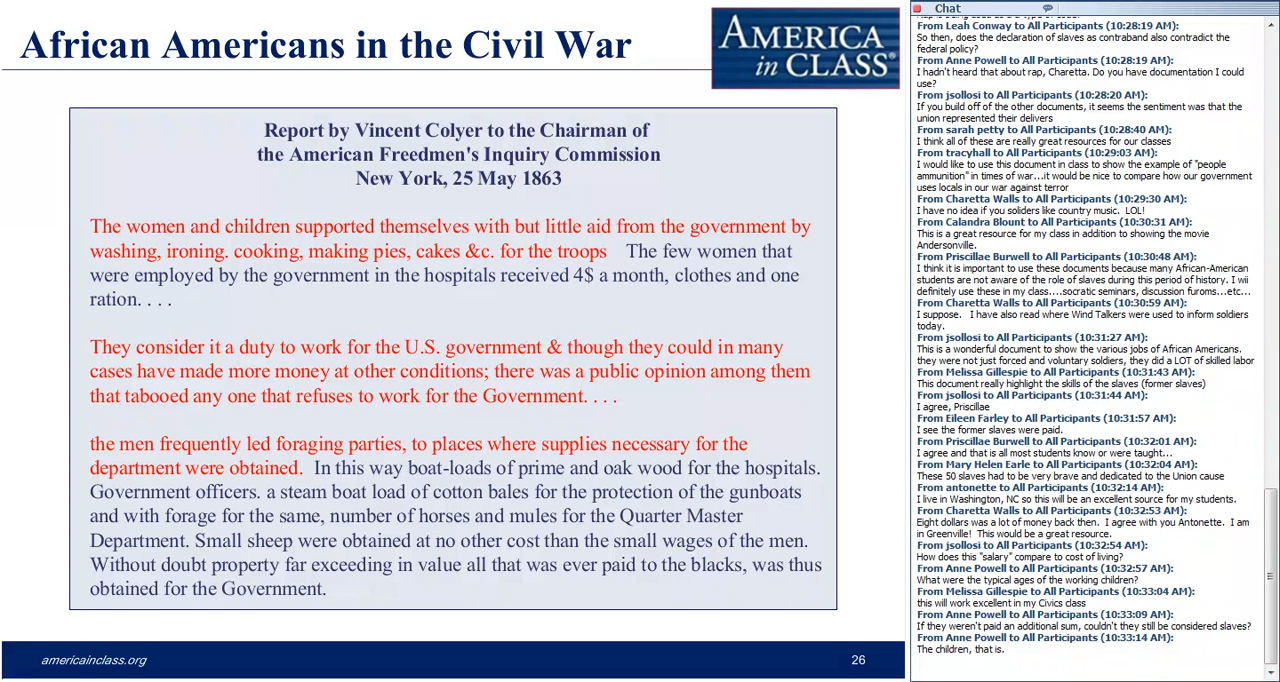 African Americans in the Civil War
AMERICA
in CLASS®
Report by Vincent Colyer to the Chairman of
the American Freedmen's Inquiry Commission
New York, 25 May 1863
The women and children supported themselves with but little aid from the government by
washing, ironing. cooking, making pies, cakes &c. for the troops The few women that
were employed by the government in the hospitals received 4$ a month, clothes and one
ration. . . .
They consider it a duty to work for the U.S. government & though they could in many
cases have made more money at other conditions; there was a public opinion among them
that tabooed any one that refuses to work for the Government. . . .
the men frequently led foraging parties, to places where supplies necessary for the
department were obtained. In this way boat-loads of prime and oak wood for the hospitals.
Government officers. a steam boat load of cotton bales for the protection of the gunboats
and with forage for the same, number of horses and mules for the Quarter Master
Department. Small sheep were obtained at no other cost than the small wages of the men.
Without doubt property far exceeding in value all that was ever paid to the blacks, was thus
obtained for the Government.
americainclass.org
26
Chat
From Leah Conway to All Participants (10:28:19 AM):
So then, does the declaration of slaves as contraband also contradict the
federal policy?
From Anne Powell to All Participants (10:28:19 AM):
I hadn't heard that about rap, Charetta. Do you have documentation I could
use?
From jsollosi to All Participants (10:28:20 AM):
If you build off of the other documents, it seems the sentiment was that the
union represented their delivers
From sarah petty to All Participants (10:28:40 AM):
I think all of these are really great resources for our classes
From tracyhall to All Participants (10:29:03 AM):
I would like to use this document in class to show the example of "people
ammunition" in times of war...it would be nice to compare how our government
uses locals in our war against terror
From Charetta Walls to All Participants (10:29:30 AM):
I have no idea if you soliders like country music. LOL!
From Calandra Blount to All Participants (10:30:31 AM):
This is a great resource for my class in addition to showing the movie
Andersonville.
From Priscillae Burwell to All Participants (10:30:48 AM):
I think it is important to use these documents because many African-American
students are not aware of the role of slaves during this period of history. I wil
definitely use these in my class....socratic seminars, discussion furoms...etc...
From Charetta Walls to All Participants (10:30:59 AM):
I suppose. I have also read where Wind Talkers were used to inform soldiers
today.
From jsollosi to All Participants (10:31:27 AM):
This is a wonderful document to show the various jobs of African Americans.
they were not just forced and voluntary soldiers, they did a LOT of skilled labor
From Melissa Gillespie to All Participants (10:31:43 AM):
This document really highlight the skills of the slaves (former slaves)
From jsollosi to All Participants (10:31:44 AM):
I agree, Priscillae
From Eileen Farley to All Participants (10:31:57 AM):
I see the former slaves were paid.
From Priscillae Burwell to All Participants (10:32:01 AM):
I agree and that is all most students know or were taught...
From Mary Helen Earle to All Participants (10:32:04 AM):
These 50 slaves had to be very brave and dedicated to the Union cause
From antonette to All Participants (10:32:14 AM):
I live in Washington, NC so this will be an excellent source for my students.
From Charetta Walls to All Participants (10:32:53 AM):
Eight dollars was a lot of money back then. I agree with you Antonette. I am
in Greenville! This would be a great resource.
From jsollosi to All Participants (10:32:54 AM):
How does this "salary" compare to cost of living?
From Anne Powell to All Participants (10:32:57 AM):
What were the typical ages of the working children?
From Melissa Gillespie to All Participants (10:33:04 AM):
this will work excellent in my Civics class
From Anne Powell to All Participants (10:33:09 AM):
If they weren't paid an additional sum, couldn't they still be considered slaves?
From Anne Powell to All Participants (10:33:14 AM):
The children, that is.